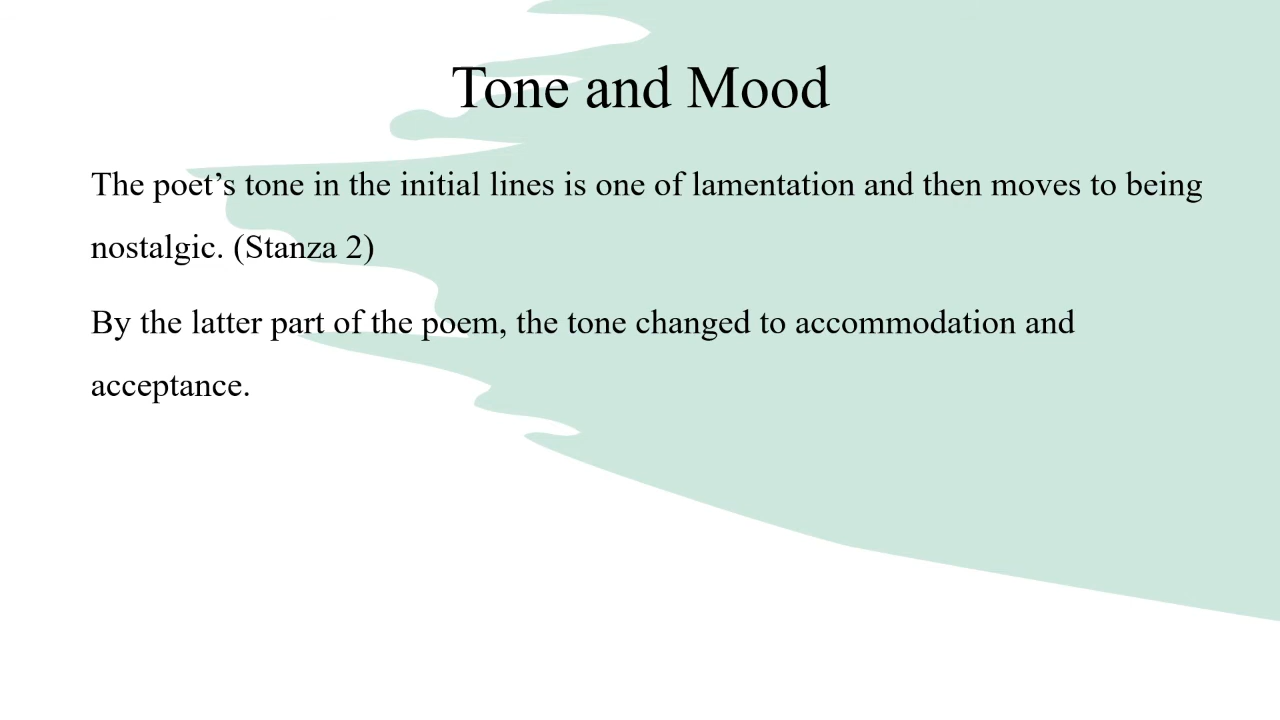 Tone and Mood
The poet’s tone in the initial lines is one of lamentation and then moves to being
nostalgic. (Stanza 2)
By the latter part of the poem, the tone changed to accommodation and
acceptance.